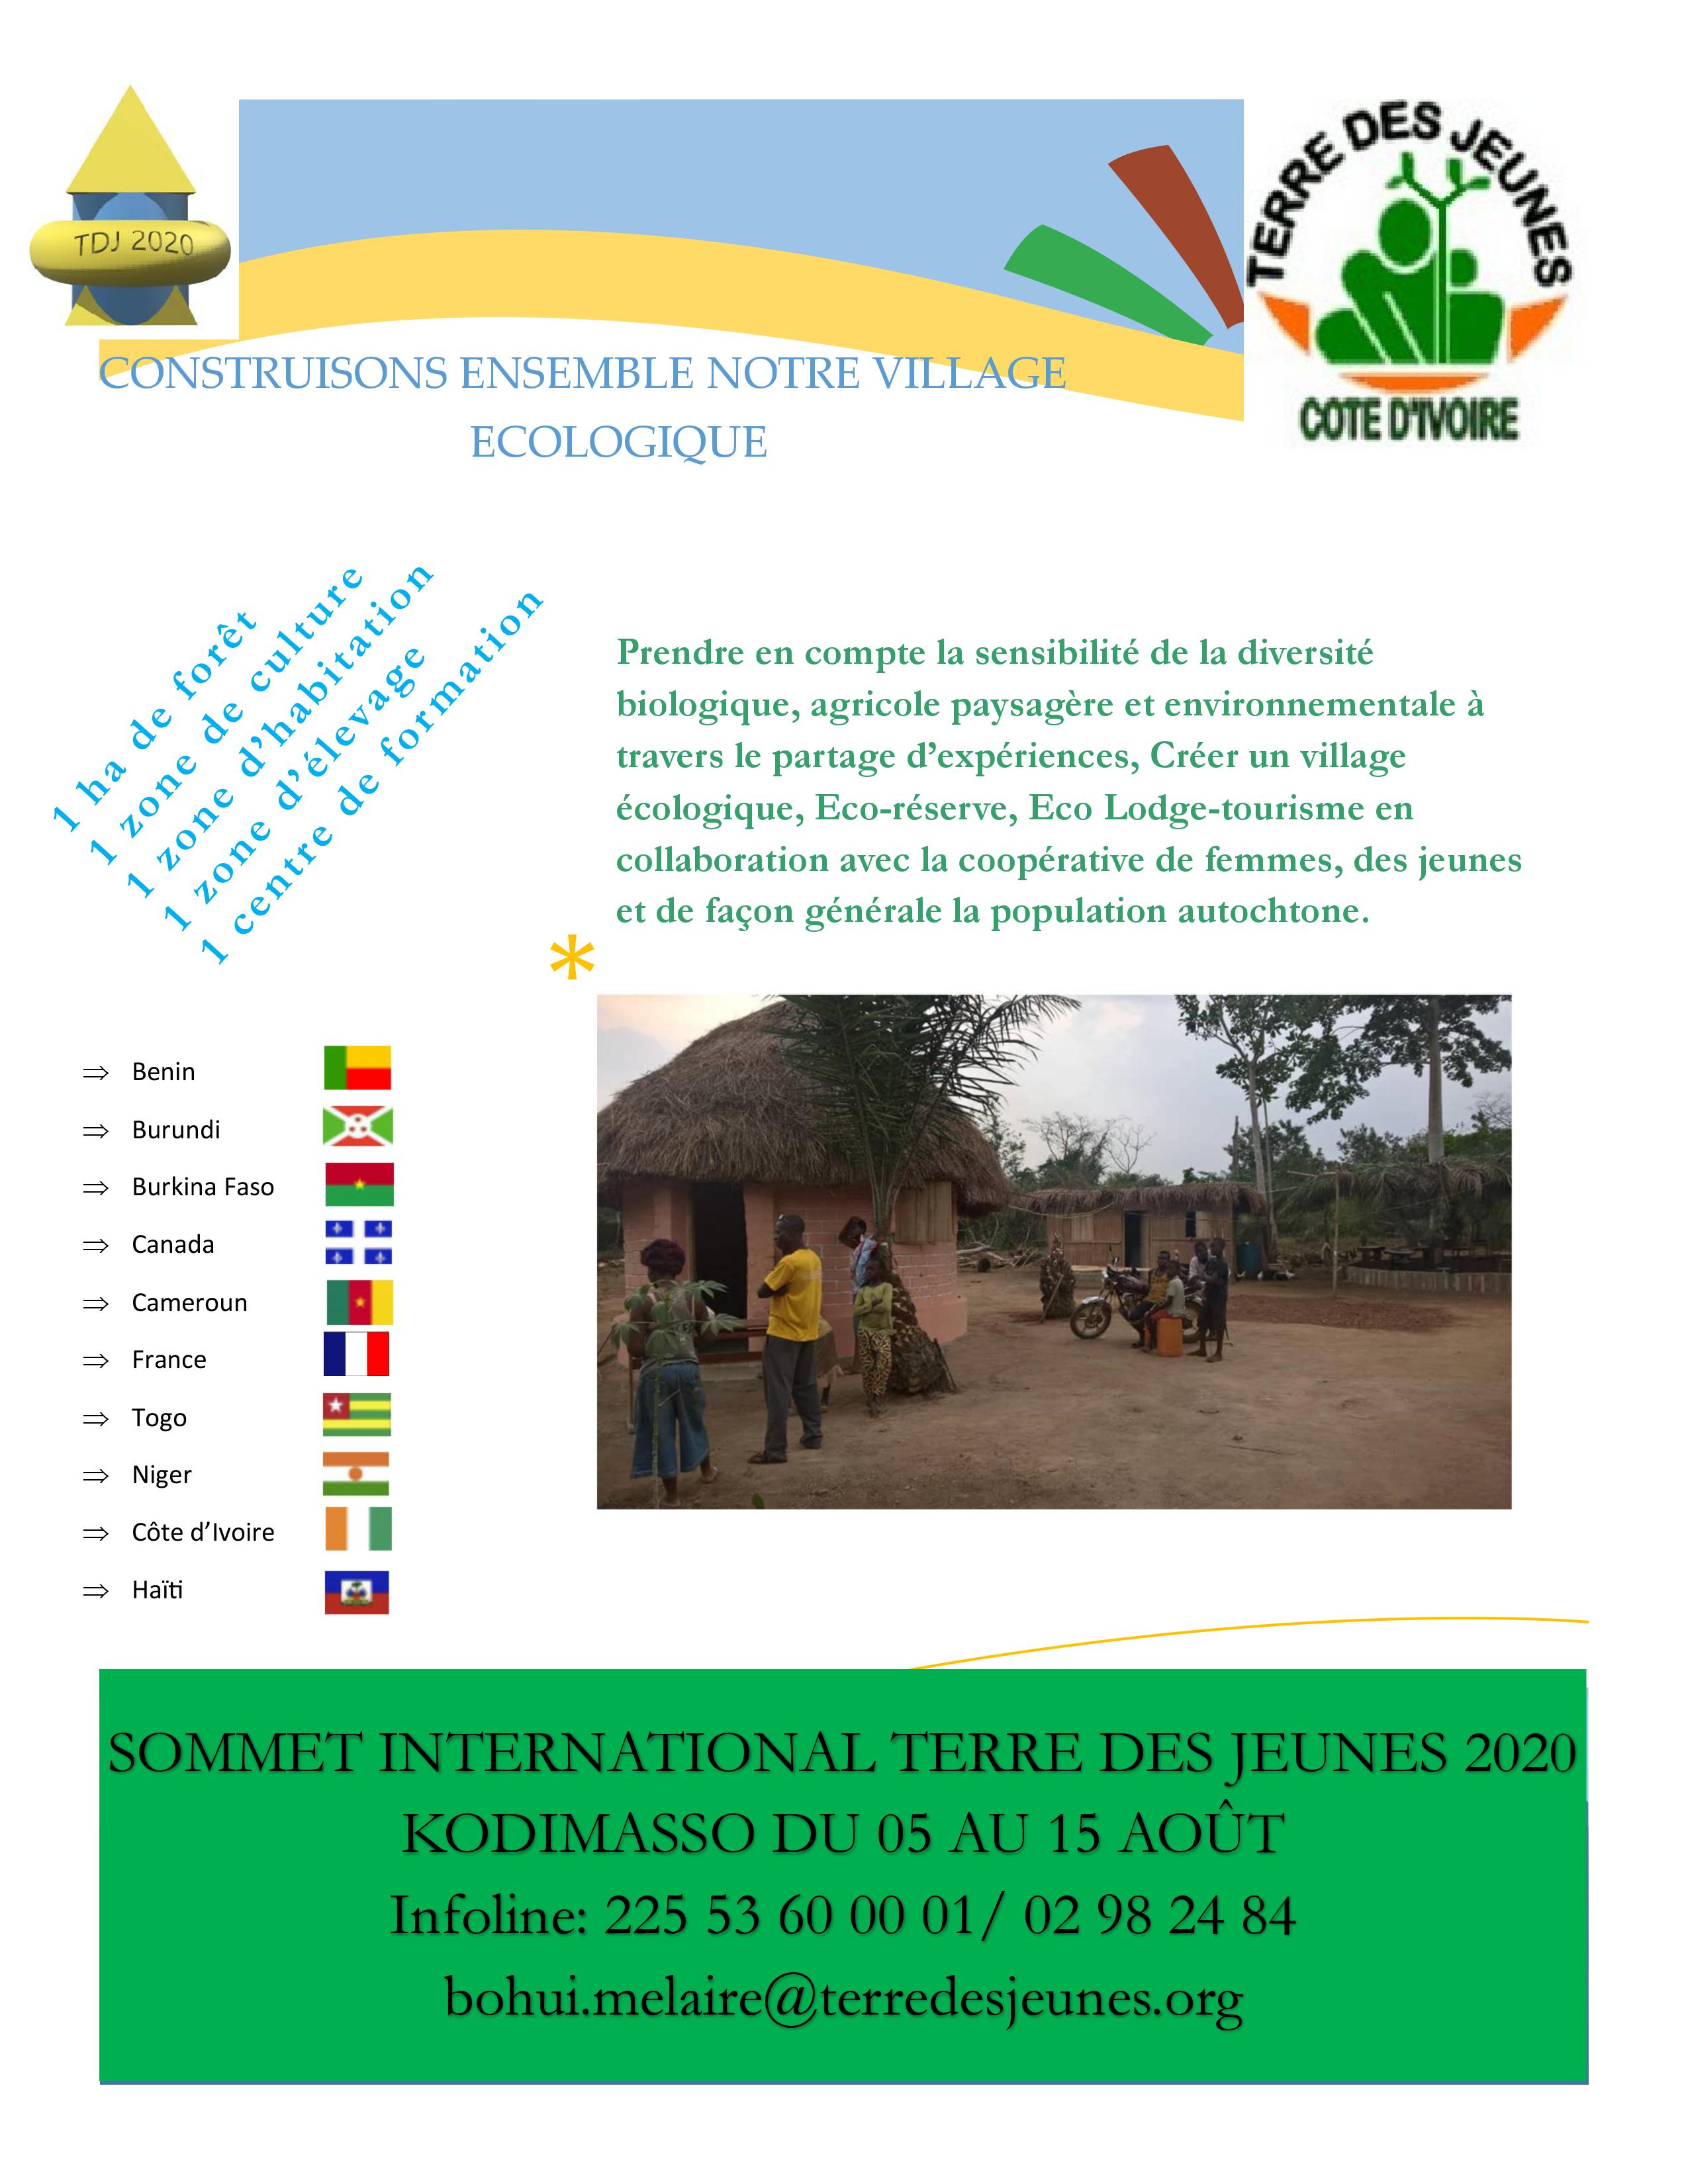 TDJ 2020
TERRE DES JEUNES
COTE D'IVOIRE
CONSTRUISONS ENSEMBLE NOTRE VILLAGE
ECOLOGIQUE
1 ha de forêt
1 zone de culture
1 zone d’habitation
1 zone d’élevage
1 centre de formation
Prendre en compte la sensibilité de la diversité
biologique, agricole paysagère et environnementale à
travers le partage d’expériences, Créer un village
écologique, Eco-réserve, Eco Lodge-tourisme en
collaboration avec la coopérative de femmes, des jeunes
et de façon générale la population autochtone.
*
⇒ Benin
⇒ Burundi
⇒ Burkina Faso
⇒ Canada
⇒ Cameroun
⇒ France
⇒ Togo
⇒ Niger
⇒ Côte d’Ivoire
⇒ Haïti
SOMMET INTERNATIONAL TERRE DES JEUNES 2020
KODIMASSO DU 05 AU 15 AOÛT
Infoline: 225 53 60 00 01/ 02 98 24 84
bohui.melaire@terredesjeunes.org